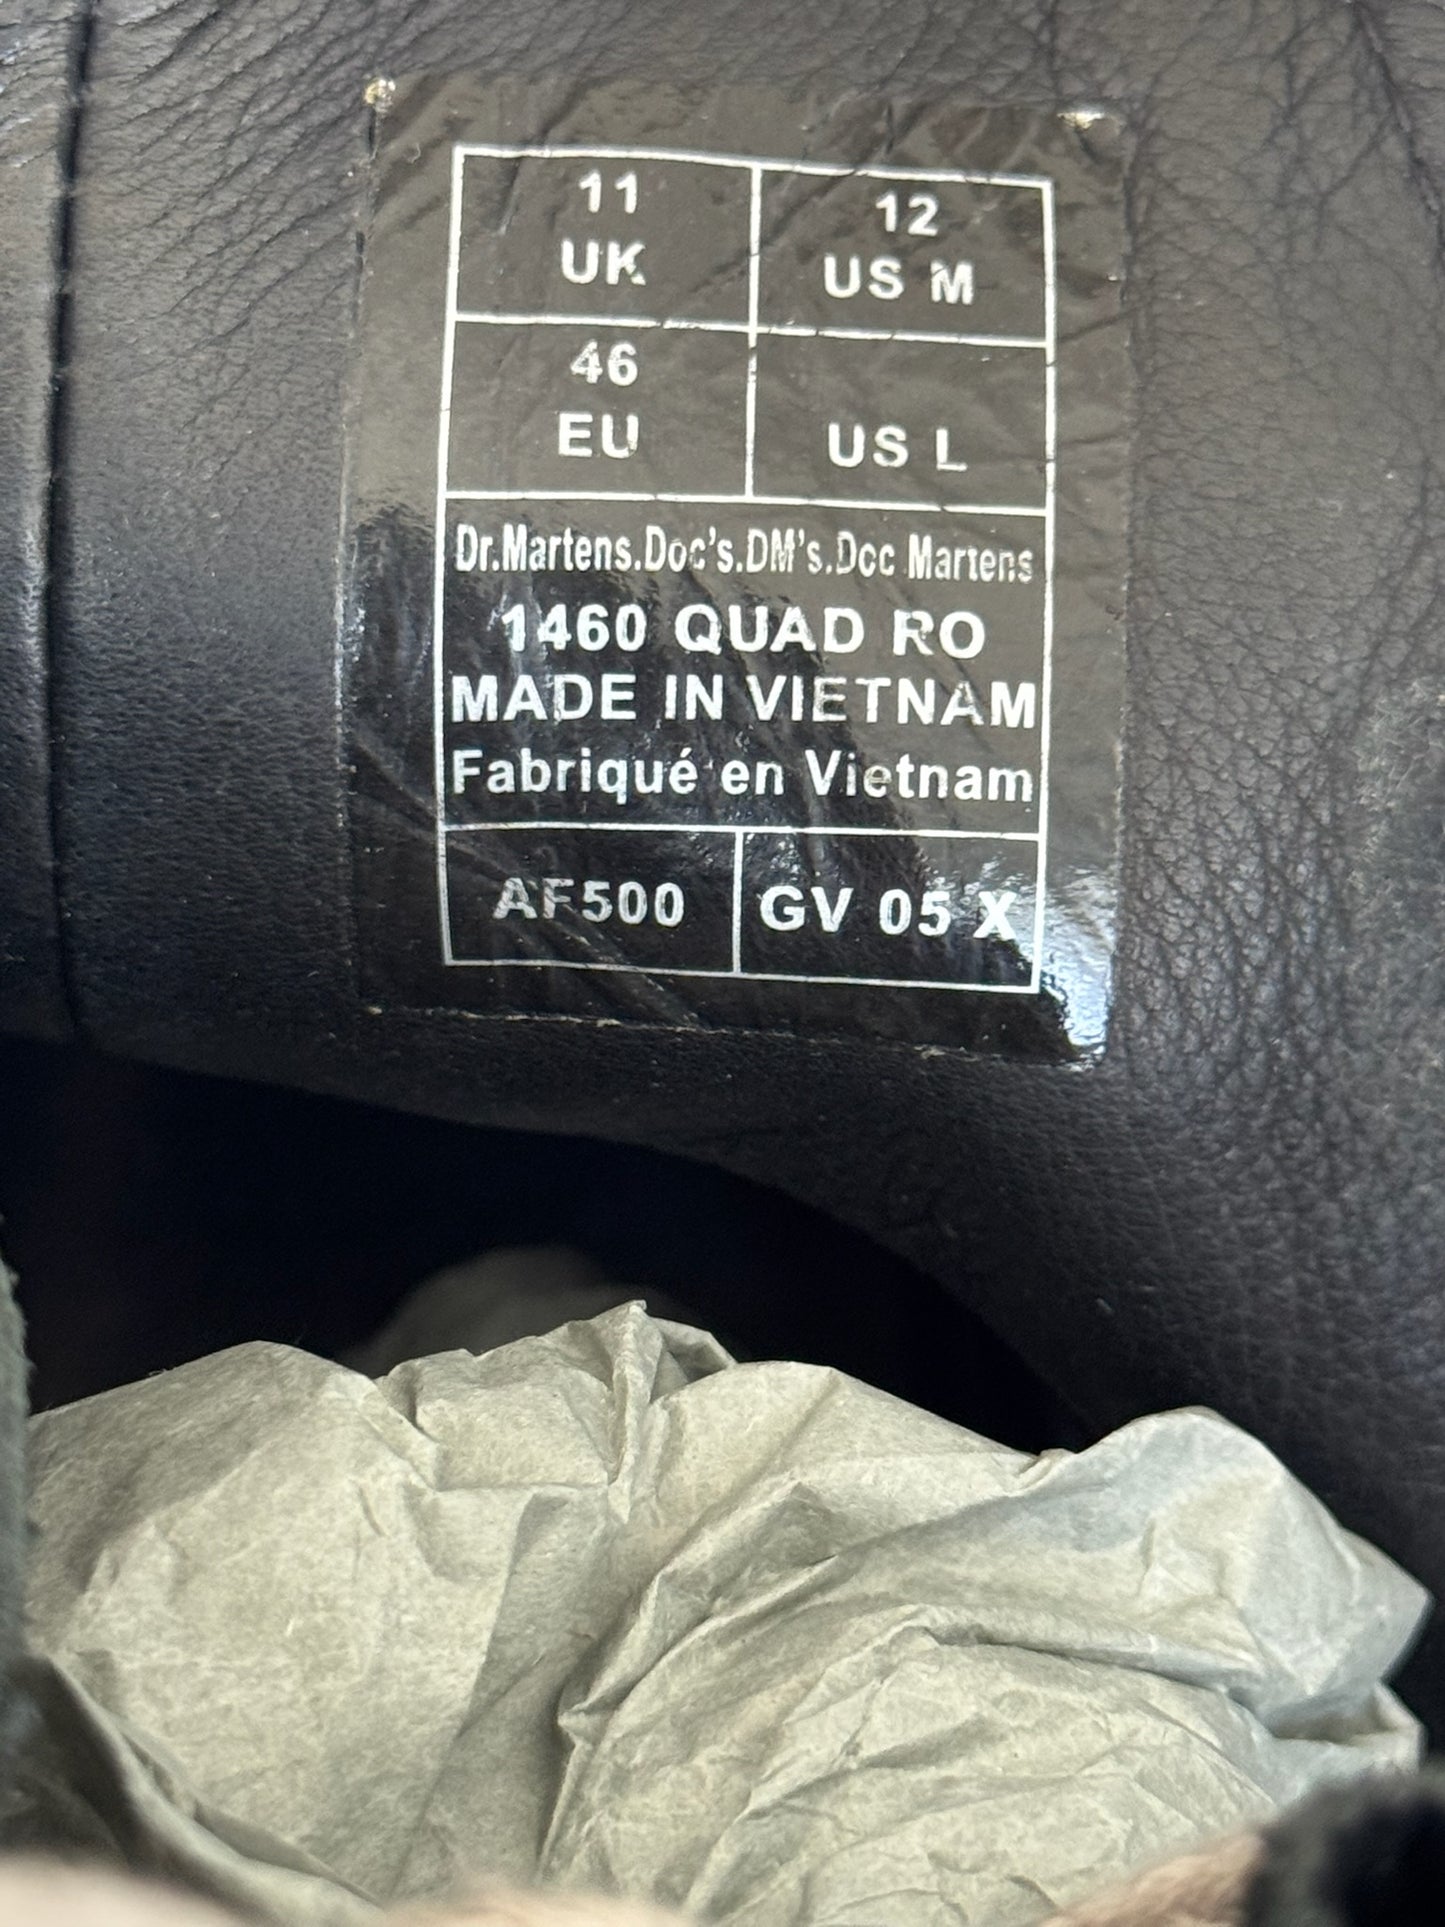 11 12
UK US M
46
EU US L
Dr.Martens.Doc's.DM's.Doc Martens
1460 QUAD RO
MADE IN VIETNAM
Fabriqué en Vietnam
AF500 GV 05 X